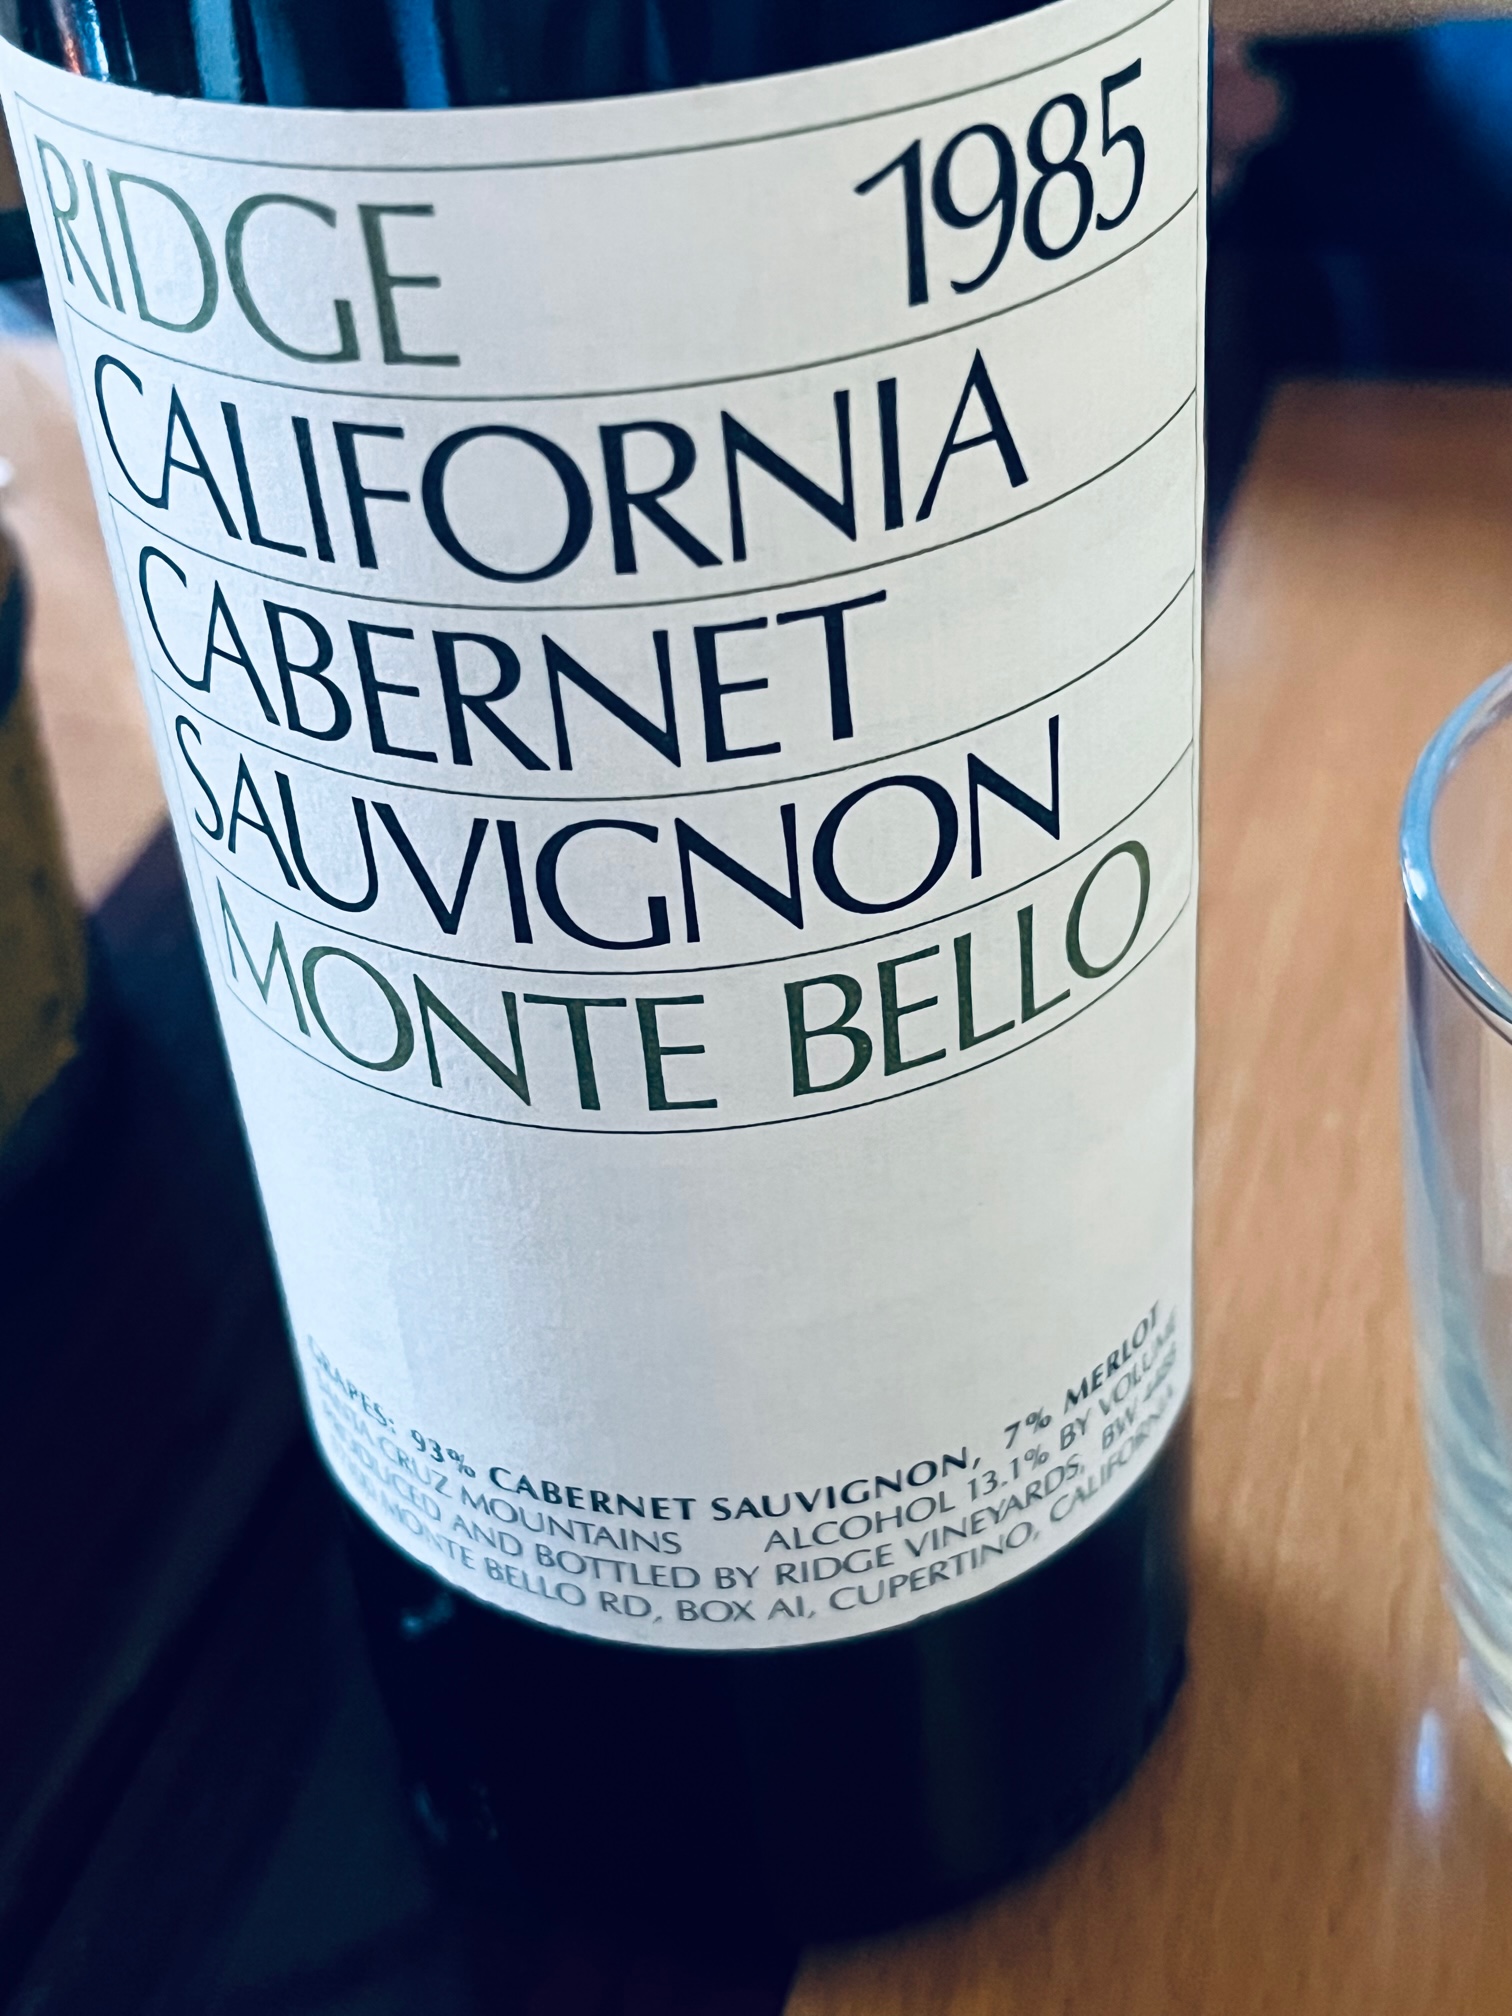 RIDGE 1985
CALIFORNIA
CABERNET
SAUVIGNON
MONTE BELLO
GRAPES: 93% CABERNET SAUVIGNON, 7% MERLOT
SANTA CRUZ MOUNTAINS ALCOHOL 13.1% BY VOLUME
PRODUCED AND BOTTLED BY RIDGE VINEYARDS, BW 4488
MONTE BELLO RD, BOX AI, CUPERTINO, CALIFORNIA